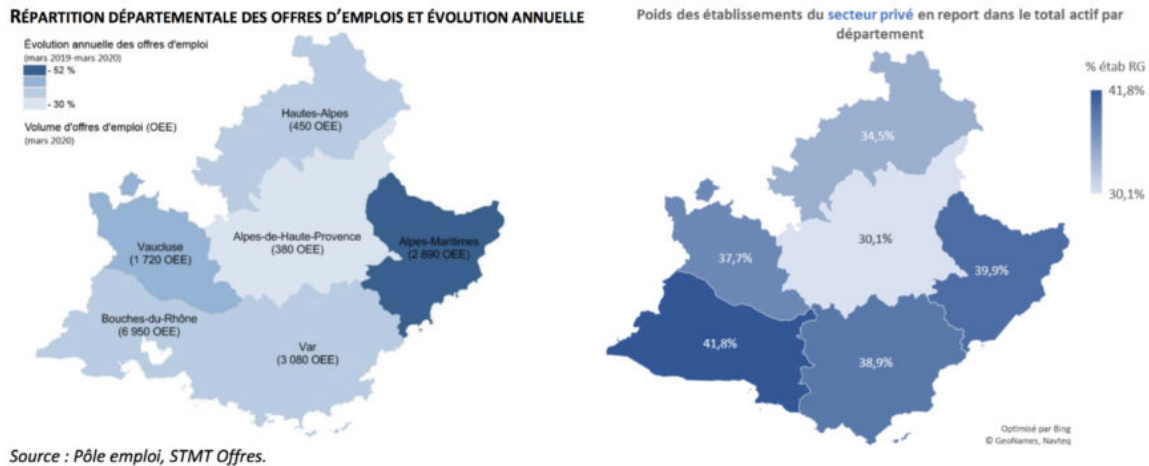 RÉPARTITION DÉPARTEMENTALE DES OFFRES D'EMPLOIS ET ÉVOLUTION ANNUELLE
Évolution annuelle des offres d'emploi
(mars 2019-mars 2020)
- 52 %
- 30 %
Volume d'offres d'emploi (OEE)
(mars 2020)
Hautes-Alpes
(450 OEE)
Alpes-de-Haute-Provence
(380 OEE)
Alpes-Maritimes
(2 890 OEE)
Vaucluse
(1 720 OEE)
Bouches-du-Rhône
(6 950 OEE)
Var
(3 080 OEE)
Source : Pôle emploi, STMT Offres.
Poids des établissements du secteur privé en report dans le total actif par
département
% étab RG
41,8%
30,1%
34,5%
30,1%
37,7%
39,9%
41,8%
38,9%
Optimisé par Bing
© GeoNames, Navteq